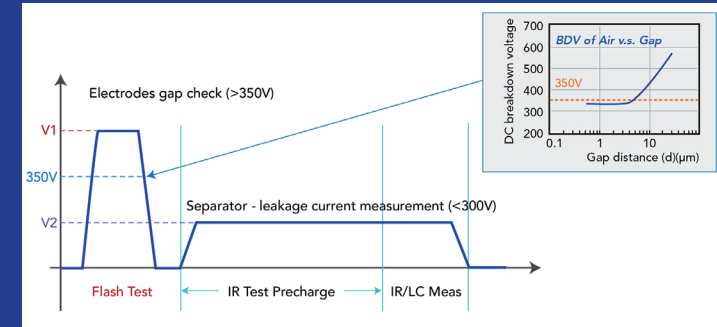 Electrodes gap check (>350V)
V1
350V
V2
Separator - leakage current measurement (<300V)
Flash Test
IR Test Precharge
IR/LC Meas
DC breakdown voltage
700
600
500
400
300
200
BDV of Air v.s. Gap
350V
0.1
1
10
Gap distance (d)(μm)